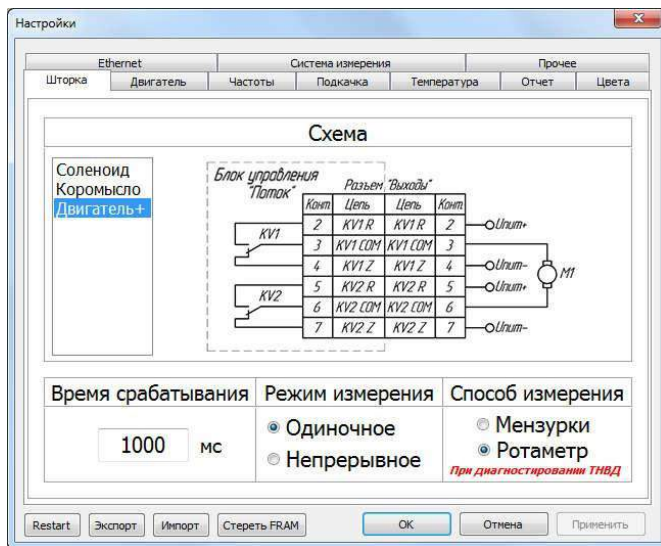 Настройки
Ethernet Система измерения Прочее
Шторка Двигатель Частоты Подкачка Температура Отчет Цвета
Схема
Соленоид
Коромысло
Двигатель+
Блок управления
"Поток"
Разъем "Выходы"
Конт Цепь Цепь Конт
2 KV1 R KV1 R 2 Uпит+
KV1
3 KV1 COM KV1 COM 3
4 KV1 Z KV1 Z 4 Uпит-
M1
5 KV2 R KV2 R 5 Uпит+
KV2
6 KV2 COM KV2 COM 6
7 KV2 Z KV2 Z 7 Uпит-
Время срабатывания Режим измерения Способ измерения
1000 мс
Одиночное
Непрерывное
Мензурки
Ротаметр
При диагностировании ТНВД
Restart Экспорт Импорт Стереть FRAM ОК Отмена Применить